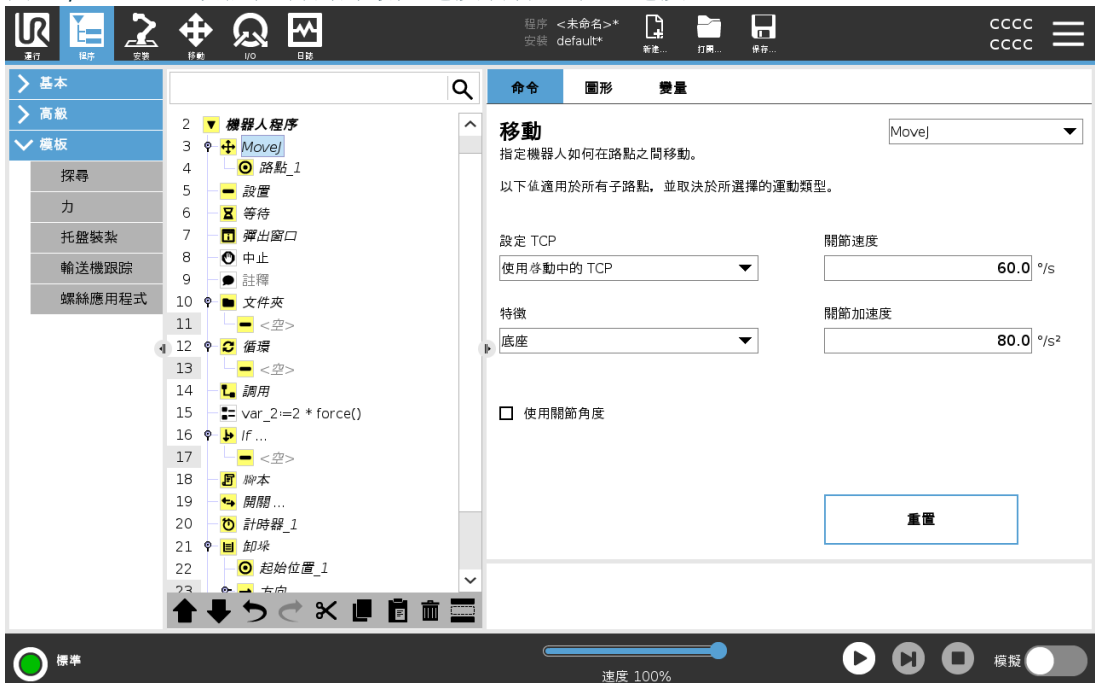 程序 <未命名>*
安裝 default*
UR
運行
程序
安裝
移動
I/O
日誌
新建...
打開...
保存...
CCCC
CCCC
基本
高級
模板
探尋
力
托盤裝紮
輸送機跟踪
螺絲應用程式
2 機器人程序
3 MoveJ
4 路點_1
5 設置
6 等待
7 彈出窗口
8 中止
9 註釋
10 文件夾
11 <空>
12 循環
13 <空>
14 調用
15 var_2:=2 * force()
16 If ...
17 <空>
18 腳本
19 開關 ...
20 計時器_1
21 卸垛
22 起始位置_1
23 方向
命令 圖形 變量
移動
MoveJ
指定機器人如何在路點之間移動。
以下值適用於所有子路點，並取決於所選擇的運動類型。
設定 TCP
關節速度
使用啓動中的 TCP
60.0 °/s
特徵
關節加速度
底座
80.0 °/s²
使用關節角度
重置
標準
速度 100%
模擬